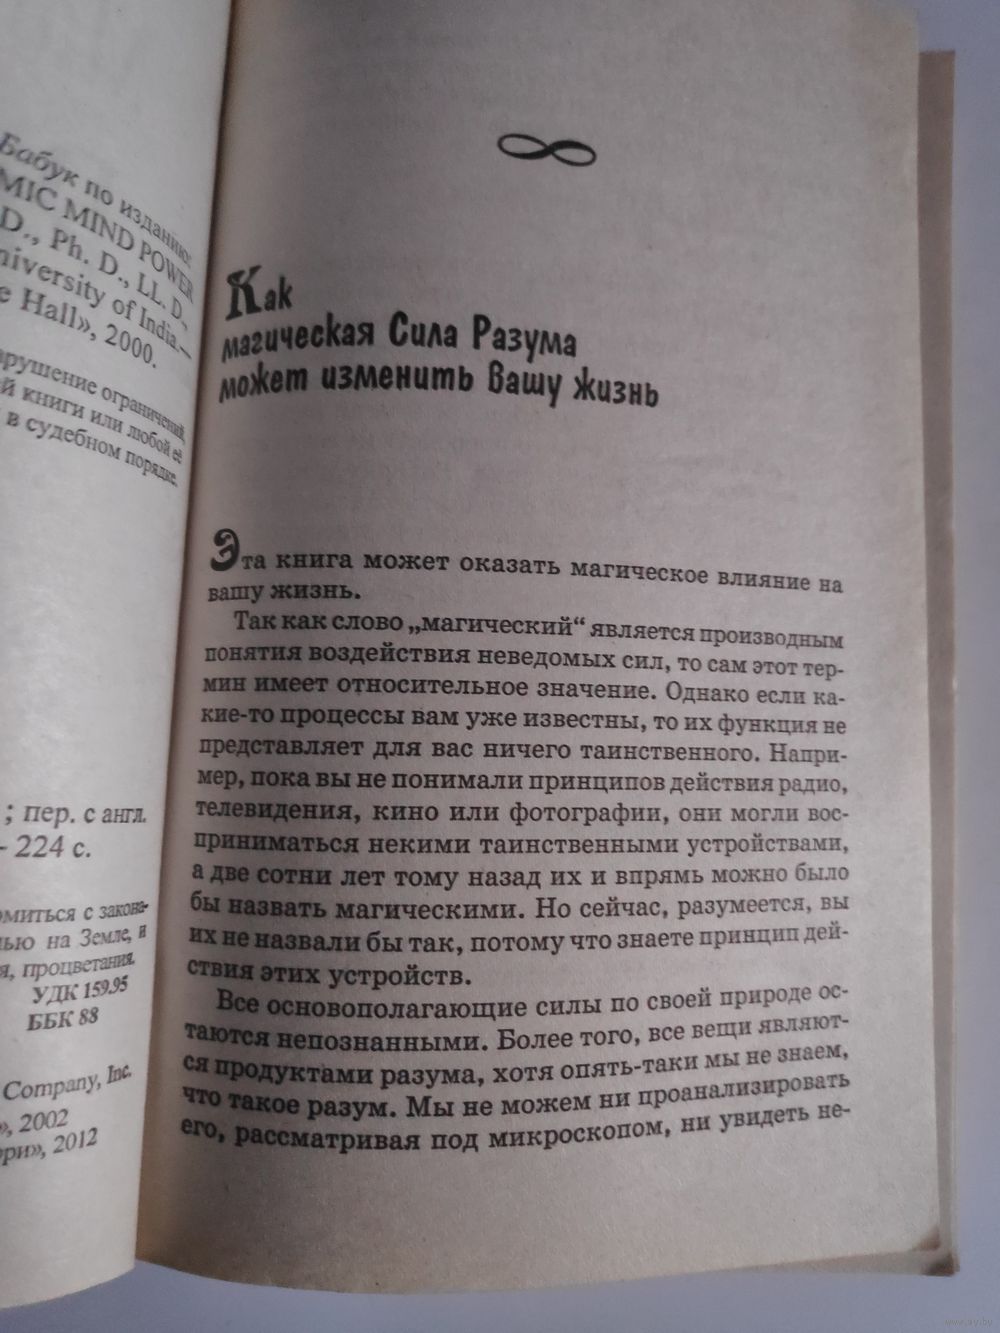 Бабук по изданию:
MIC MIND POWER
D., Ph. D., LL. D.,
niversity of India.—
e Hall», 2000.
арушение ограничений,
й книги или любой её
в судебном порядке.
; пер. с англ.
- 224 с.
омиться с закона-
ью на Земле, и
я, процветания.
УДК 159.95
ББК 88
Company, Inc.
», 2002
ори», 2012
Как
магическая Сила Разума
может изменить Вашу жизнь
Эта книга может оказать магическое влияние на
вашу жизнь.
Так как слово „магический“ является производным
понятия воздействия неведомых сил, то сам этот тер-
мин имеет относительное значение. Однако если ка-
кие-то процессы вам уже известны, то их функция не
представляет для вас ничего таинственного. Напри-
мер, пока вы не понимали принципов действия радио,
телевидения, кино или фотографии, они могли вос-
приниматься некими таинственными устройствами,
а две сотни лет тому назад их и впрямь можно было
бы назвать магическими. Но сейчас, разумеется, вы
их не назвали бы так, потому что знаете принцип дей-
ствия этих устройств.
Все основополагающие силы по своей природе ос-
таются непознанными. Более того, все вещи являют-
ся продуктами разума, хотя опять-таки мы не знаем,
что такое разум. Мы не можем ни проанализировать
его, рассматривая под микроскопом, ни увидеть не-